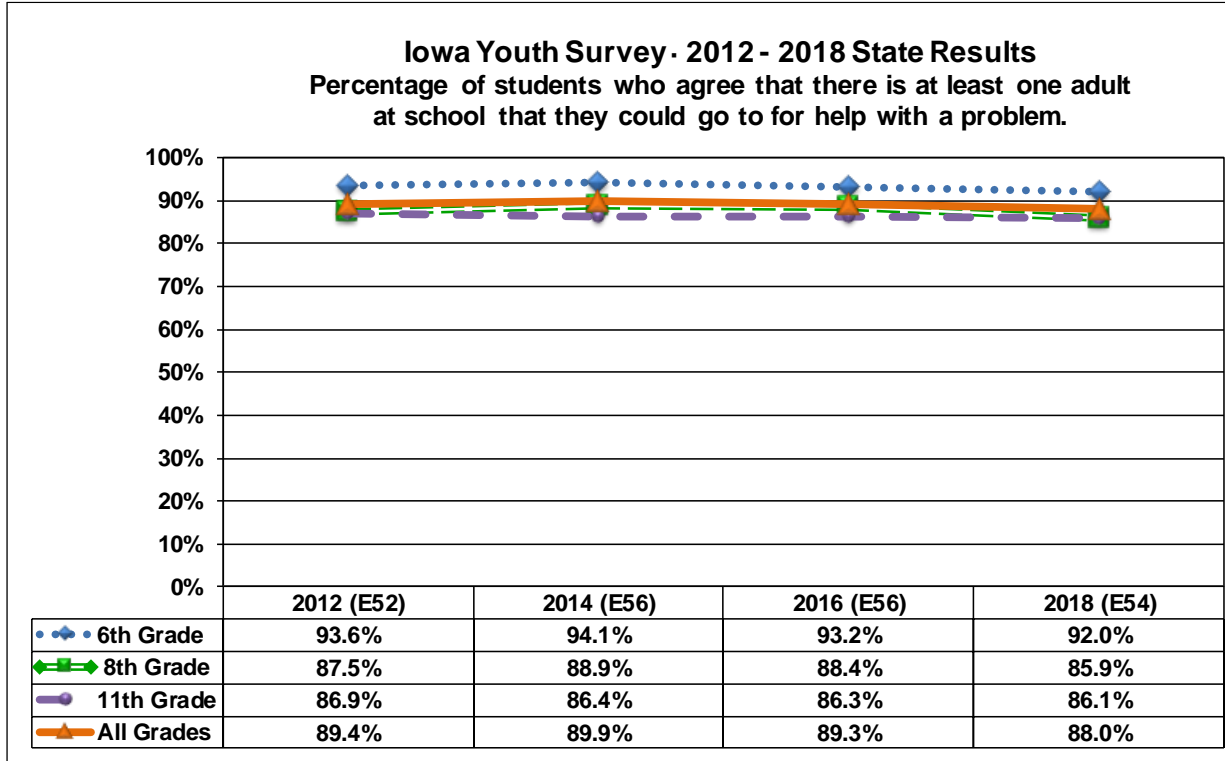 Iowa Youth Survey · 2012 - 2018 State Results
Percentage of students who agree that there is at least one adult
at school that they could go to for help with a problem.
100%
90%
80%
70%
60%
50%
40%
30%
20%
10%
0%
2012 (E52) 2014 (E56) 2016 (E56) 2018 (E54)
6th Grade 93.6% 94.1% 93.2% 92.0%
8th Grade 87.5% 88.9% 88.4% 85.9%
11th Grade 86.9% 86.4% 86.3% 86.1%
All Grades 89.4% 89.9% 89.3% 88.0%